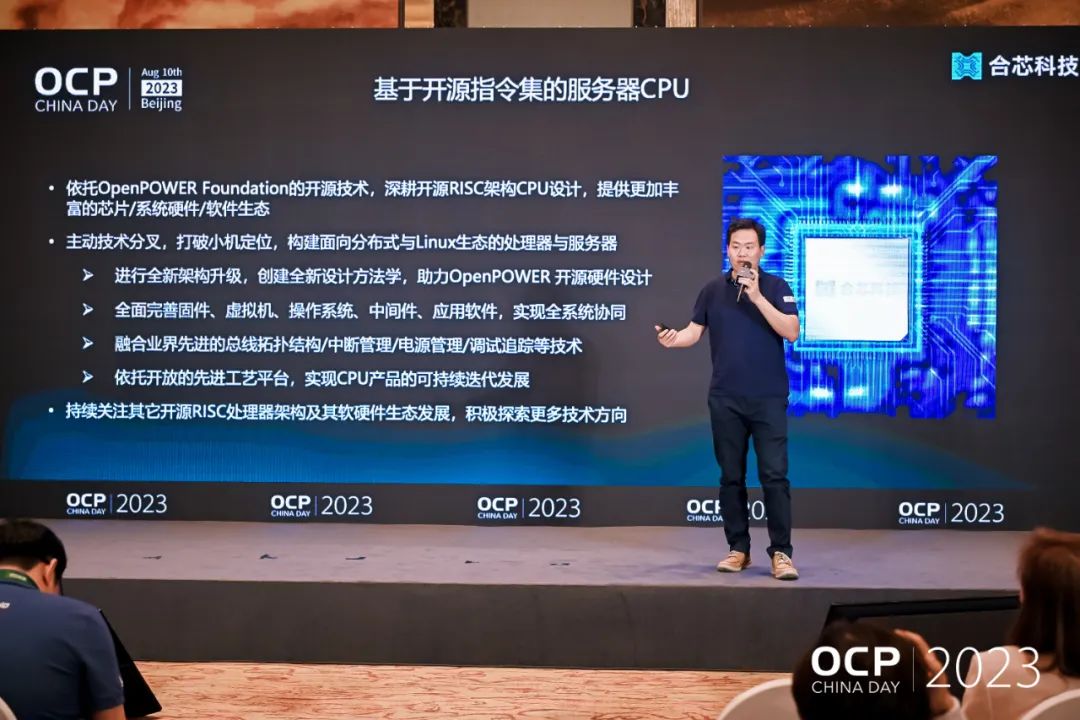 OCP
CHINA DAY
Aug 10th
2023
Beijing
基于开源指令集的服务器CPU
合芯科技
• 依托OpenPOWER Foundation的开源技术，深耕开源RISC架构CPU设计，提供更加丰
富的芯片/系统硬件/软件生态
• 主动技术分叉，打破小机定位，构建面向分布式与Linux生态的处理器与服务器
➤ 进行全新架构升级，创建全新设计方法学，助力OpenPOWER 开源硬件设计
➤ 全面完善固件、虚拟机、操作系统、中间件、应用软件，实现全系统协同
➤ 融合业界先进的总线拓扑结构/中断管理/电源管理/调试追踪等技术
➤ 依托开放的先进工艺平台，实现CPU产品的可持续迭代发展
• 持续关注其它开源RISC处理器架构及其软硬件生态发展，积极探索更多技术方向
合芯科技
OCP CHINA DAY 2023
OCP CHINA DAY 2023
OCP CHINA DAY 2023
OCP CHINA DAY
OCP CHINA DAY 2023
OCP CHINA DAY 2023